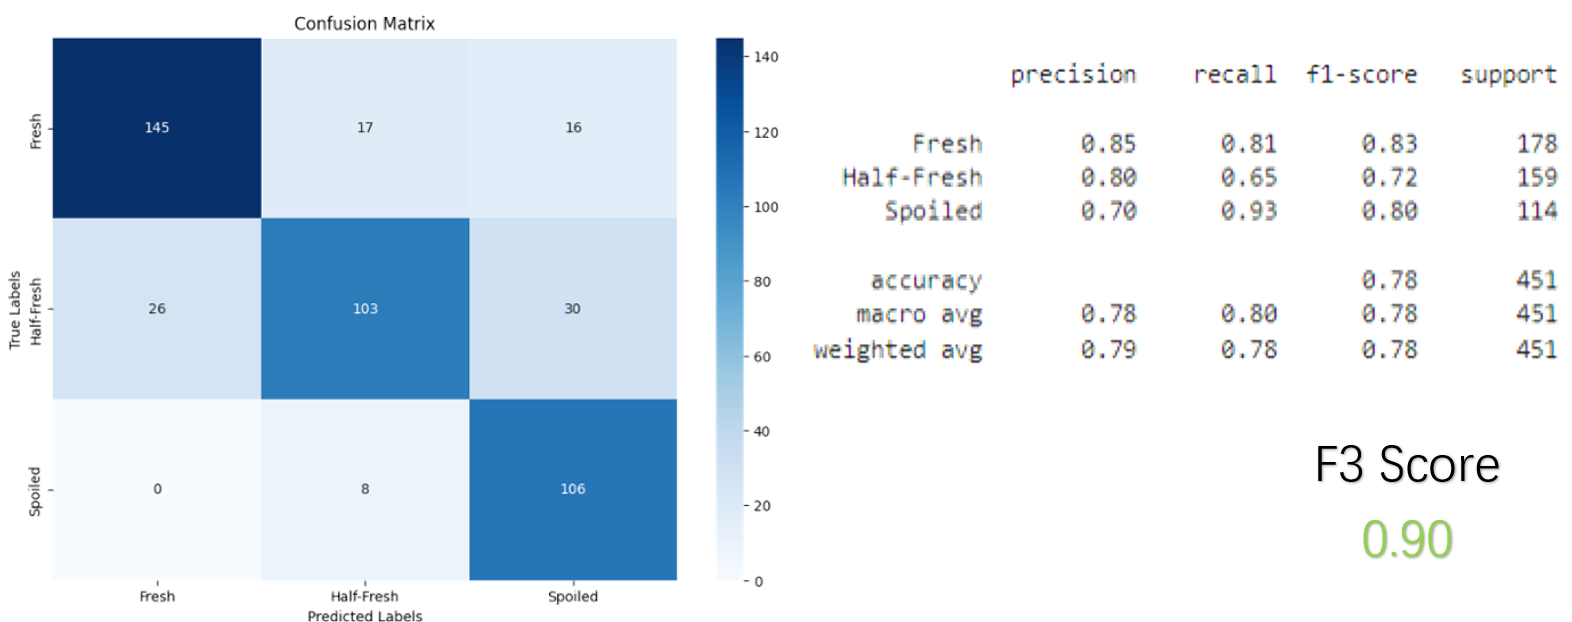 Confusion Matrix
True Labels
Fresh
Half-Fresh
Spoiled
145 17 16
26 103 30
0 8 106
Fresh Half-Fresh Spoiled
Predicted Labels
140
120
100
80
60
40
20
0
precision recall f1-score support
Fresh 0.85 0.81 0.83 178
Half-Fresh 0.80 0.65 0.72 159
Spoiled 0.70 0.93 0.80 114
accuracy 0.78 451
macro avg 0.78 0.80 0.78 451
weighted avg 0.79 0.78 0.78 451
F3 Score
0.90